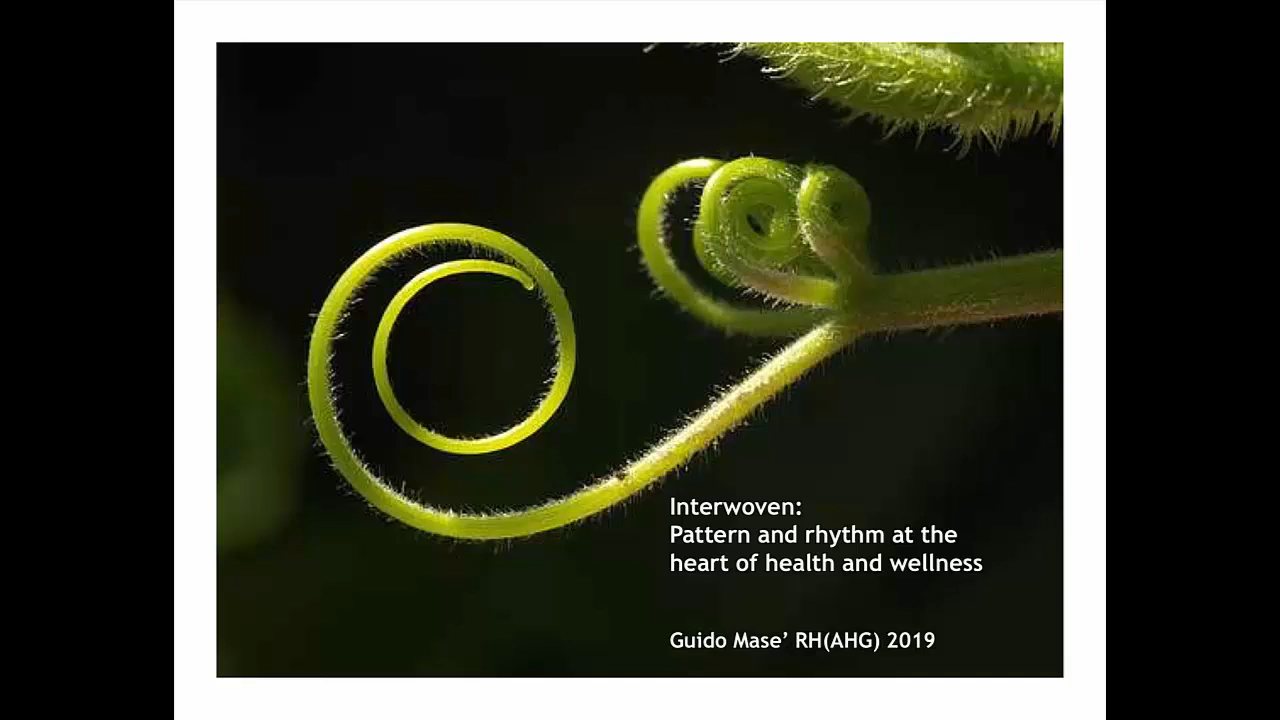 Interwoven:
Pattern and rhythm at the
heart of health and wellness
Guido Mase’ RH(AHG) 2019